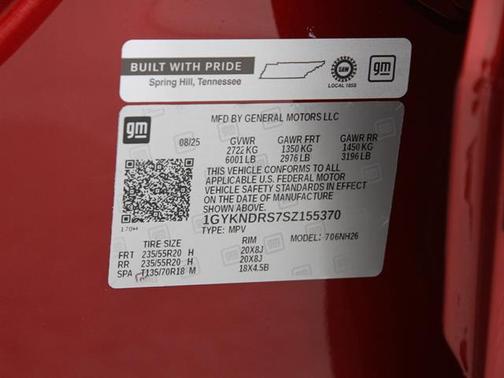 BUILT WITH PRIDE
Spring Hill, Tennessee
UAW
LOCAL 1853
gm
gm
MFD BY GENERAL MOTORS LLC
08/25 GVWR GAWR FRT GAWR RR
2722 KG 1350 KG 1450 KG
6001 LB 2976 LB 3196 LB
THIS VEHICLE CONFORMS TO ALL
APPLICABLE U.S. FEDERAL MOTOR
VEHICLE SAFETY STANDARDS IN EFFECT
ON THE DATE OF MANUFACTURE
SHOWN ABOVE.
1GYKNDRS7SZ155370
TYPE: MPV MODEL: 706NH26
TIRE SIZE RIM
FRT 235/55R20 H 20X8J
RR 235/55R20 H 20X8J
SPA T135/70R18 M 18X4.5B